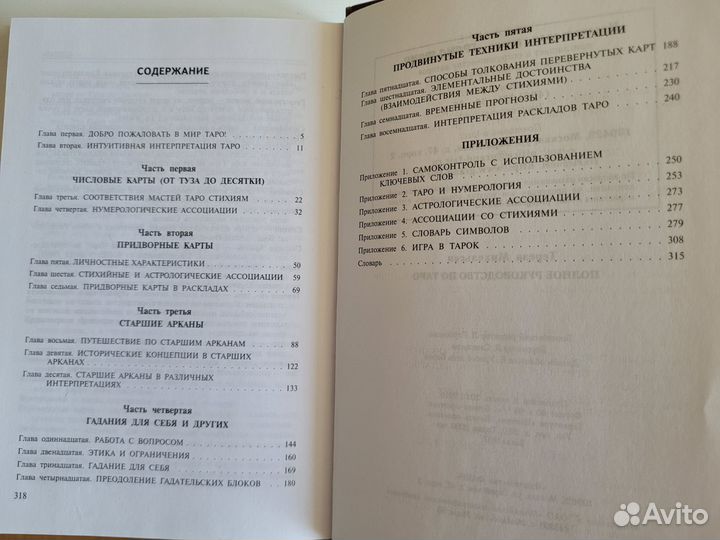 СОДЕРЖАНИЕ
Глава первая. ДОБРО ПОЖАЛОВАТЬ В МИР ТАРО! 5
Глава вторая. ИНТУИТИВНАЯ ИНТЕРПРЕТАЦИЯ ТАРО 11
Часть первая
ЧИСЛОВЫЕ КАРТЫ (ОТ ТУЗА ДО ДЕСЯТКИ)
Глава третья. СООТВЕТСТВИЯ МАСТЕЙ ТАРО СТИХИЯМ 22
Глава четвертая. НУМЕРОЛОГИЧЕСКИЕ АССОЦИАЦИИ 32
Часть вторая
ПРИДВОРНЫЕ КАРТЫ
Глава пятая. ЛИЧНОСТНЫЕ ХАРАКТЕРИСТИКИ 50
Глава шестая. СТИХИЙНЫЕ И АСТРОЛОГИЧЕСКИЕ АССОЦИАЦИИ 59
Глава седьмая. ПРИДВОРНЫЕ КАРТЫ В РАСКЛАДАХ 69
Часть третья
СТАРШИЕ АРКАНЫ
Глава восьмая. ПУТЕШЕСТВИЕ ПО СТАРШИМ АРКАНАМ 88
Глава девятая. ИСТОРИЧЕСКИЕ КОНЦЕПЦИИ В СТАРШИХ
АРКАНАХ 122
Глава десятая. СТАРШИЕ АРКАНЫ В РАЗЛИЧНЫХ
ИНТЕРПРЕТАЦИЯХ 133
Часть четвертая
ГАДАНИЯ ДЛЯ СЕБЯ И ДРУГИХ
Глава одиннадцатая. РАБОТА С ВОПРОСОМ 144
Глава двенадцатая. ЭТИКА И ОГРАНИЧЕНИЯ 160
Глава тринадцатая. ГАДАНИЕ ДЛЯ СЕБЯ 169
Глава четырнадцатая. ПРЕОДОЛЕНИЕ ГАДАТЕЛЬСКИХ БЛОКОВ 180
318
Часть пятая
ПРОДВИНУТЫЕ ТЕХНИКИ ИНТЕРПРЕТАЦИИ
Глава пятнадцатая. СПОСОБЫ ТОЛКОВАНИЯ ПЕРЕВЕРНУТЫХ КАРТ 188
Глава шестнадцатая. ЭЛЕМЕНТАЛЬНЫЕ ДОСТОИНСТВА
(ВЗАИМОДЕЙСТВИЯ МЕЖДУ СТИХИЯМИ) 217
Глава семнадцатая. ВРЕМЕННЫЕ ПРОГНОЗЫ 230
Глава восемнадцатая. ИНТЕРПРЕТАЦИЯ РАСКЛАДОВ ТАРО 240
ПРИЛОЖЕНИЯ
Приложение 1. САМОКОНТРОЛЬ С ИСПОЛЬЗОВАНИЕМ
КЛЮЧЕВЫХ СЛОВ 250
Приложение 2. ТАРО И НУМЕРОЛОГИЯ 253
Приложение 3. АСТРОЛОГИЧЕСКИЕ АССОЦИАЦИИ 273
Приложение 4. АССОЦИАЦИИ СО СТИХИЯМИ 277
Приложение 5. СЛОВАРЬ СИМВОЛОВ 279
Приложение 6. ИГРА В ТАРОК 308
Словарь 315
Avito